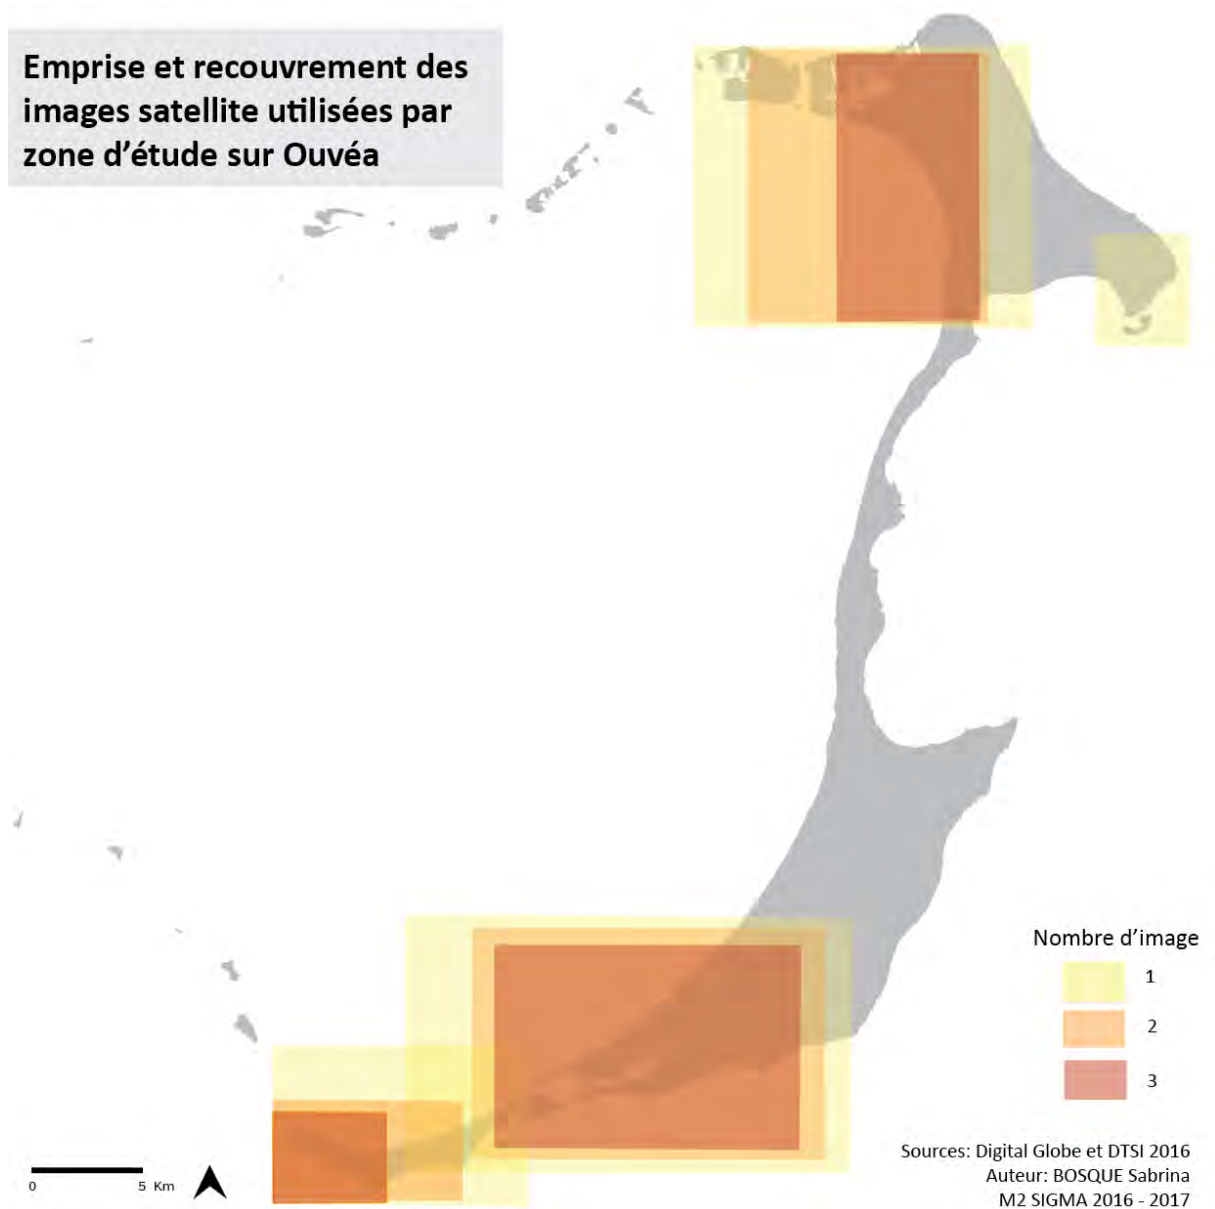 Emprise et recouvrement des
images satellite utilisées par
zone d'étude sur Ouvéa
Nombre d'image
1
2
3
0 5 Km
Sources: Digital Globe et DTSI 2016
Auteur: BOSQUE Sabrina
M2 SIGMA 2016 - 2017